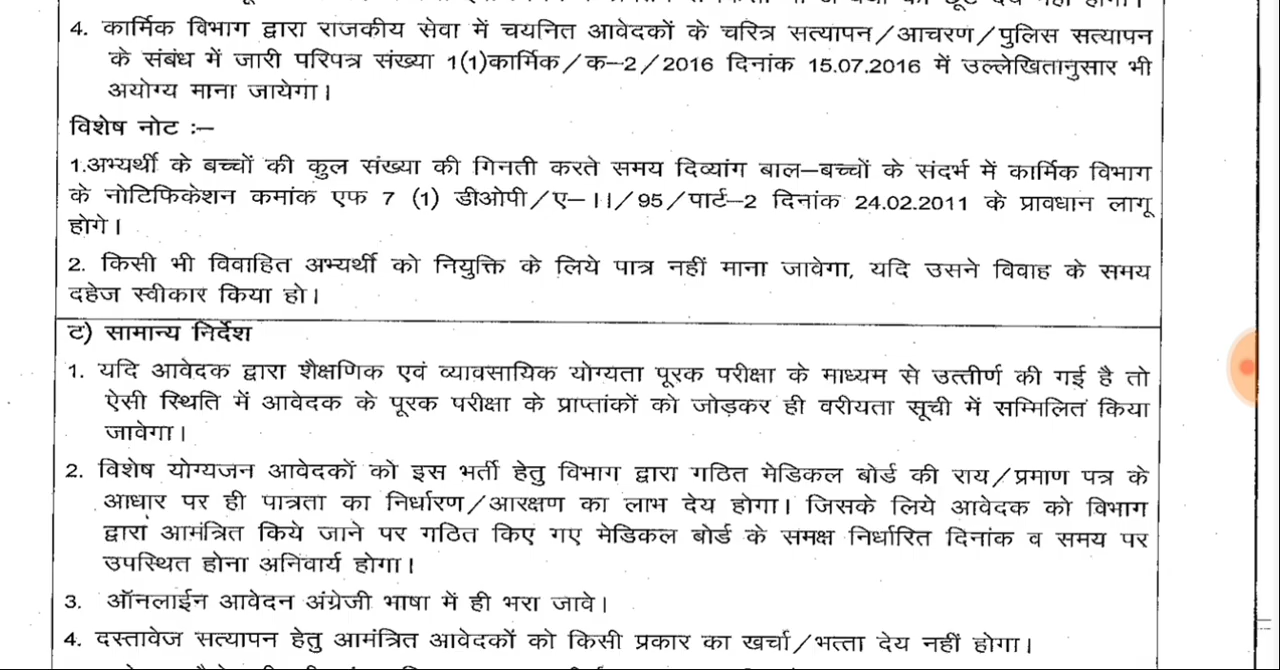 4. कार्मिक विभाग द्वारा राजकीय सेवा में चयनित आवेदकों के चरित्र सत्यापन/आचरण/पुलिस सत्यापन
के संबंध में जारी परिपत्र संख्या 1(1)कार्मिक/क–2/2016 दिनांक 15.07.2016 में उल्लेखितानुसार भी
अयोग्य माना जायेगा।
विशेष नोट :–
1.अभ्यर्थी के बच्चों की कुल संख्या की गिनती करते समय दिव्यांग बाल–बच्चों के संदर्भ में कार्मिक विभाग
के नोटिफिकेशन कमांक एफ 7 (1) डीओपी/ए–।।/95/पार्ट–2 दिनांक 24.02.2011 के प्रावधान लागू
होगे।
2. किसी भी विवाहित अभ्यर्थी को नियुक्ति के लिये पात्र नहीं माना जावेगा, यदि उसने विवाह के समय
दहेज स्वीकार किया हो।
ट) सामान्य निर्देश
1. यदि आवेदक द्वारा शैक्षणिक एवं व्यावसायिक योग्यता पूरक परीक्षा के माध्यम से उत्तीर्ण की गई है तो
ऐसी स्थिति में आवेदक के पूरक परीक्षा के प्राप्तांकों को जोड़कर ही वरीयता सूची में सम्मिलित किया
जावेगा।
2. विशेष योग्यजन आवेदकों को इस भर्ती हेतु विभाग द्वारा गठित मेडिकल बोर्ड की राय/प्रमाण पत्र के
आधार पर ही पात्रता का निर्धारण/आरक्षण का लाभ देय होगा। जिसके लिये आवेदक को विभाग
द्वारा आमंत्रित किये जाने पर गठित किए गए मेडिकल बोर्ड के समक्ष निर्धारित दिनांक व समय पर
उपस्थित होना अनिवार्य होगा।
3. ऑनलाईन आवेदन अंग्रेजी भाषा में ही भरा जावे।
4. दस्तावेज सत्यापन हेतु आमंत्रित आवेदकों को किसी प्रकार का खर्चा/भत्ता देय नहीं होगा।